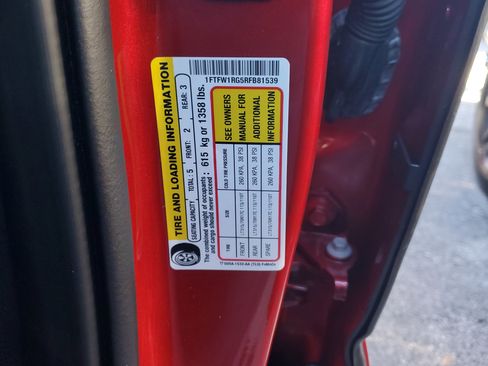 1FTFW1RG5RFB81539
TIRE AND LOADING INFORMATION
SEATING CAPACITY TOTAL: 5 FRONT: 2 REAR: 3
The combined weight of occupants
and cargo should never exceed : 615 kg or 1358 lbs.
TIRE SIZE COLD TIRE PRESSURE
FRONT 260 KPA, 38 PSI
REAR 260 KPA, 38 PSI
SPARE 260 KPA, 38 PSI
SEE OWNERS
MANUAL FOR
ADDITIONAL
INFORMATION